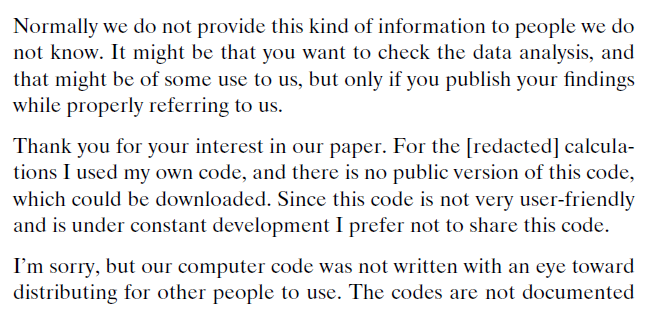 Normally we do not provide this kind of information to people we do
not know. It might be that you want to check the data analysis, and
that might be of some use to us, but only if you publish your findings
while properly referring to us.
Thank you for your interest in our paper. For the [redacted] calcula-
tions I used my own code, and there is no public version of this code,
which could be downloaded. Since this code is not very user-friendly
and is under constant development I prefer not to share this code.
I’m sorry, but our computer code was not written with an eye toward
distributing for other people to use. The codes are not documented